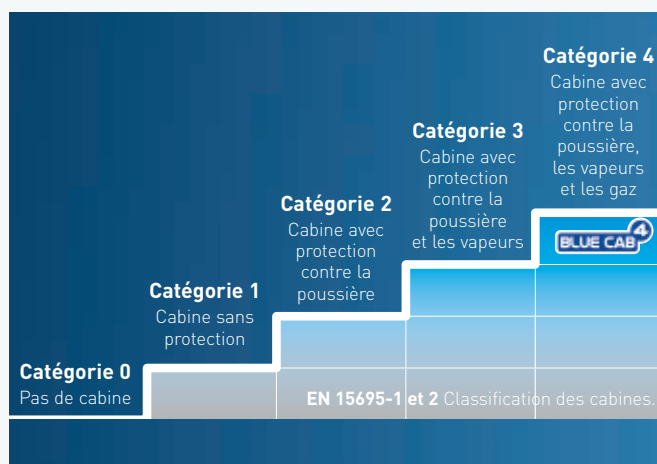 Catégorie 4
Cabine avec
protection
contre la
poussière,
les vapeurs
et les gaz
Catégorie 3
Cabine avec
protection
contre la
poussière
et les vapeurs
Catégorie 2
Cabine avec
protection
contre la
poussière
Catégorie 1
Cabine sans
protection
Catégorie 0
Pas de cabine
BLUE CAB 4
EN 15695-1 et 2 Classification des cabines.